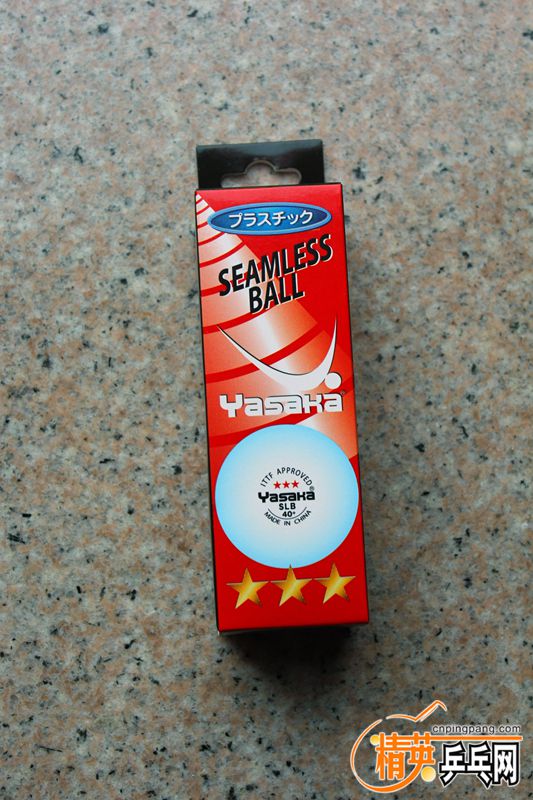 プラスチック
SEAMLESS
BALL
Yasaka
ITTF APPROVED
Yasaka®
SLB
40+
MADE IN CHINA
cnpingpang.com
精英乒乓网